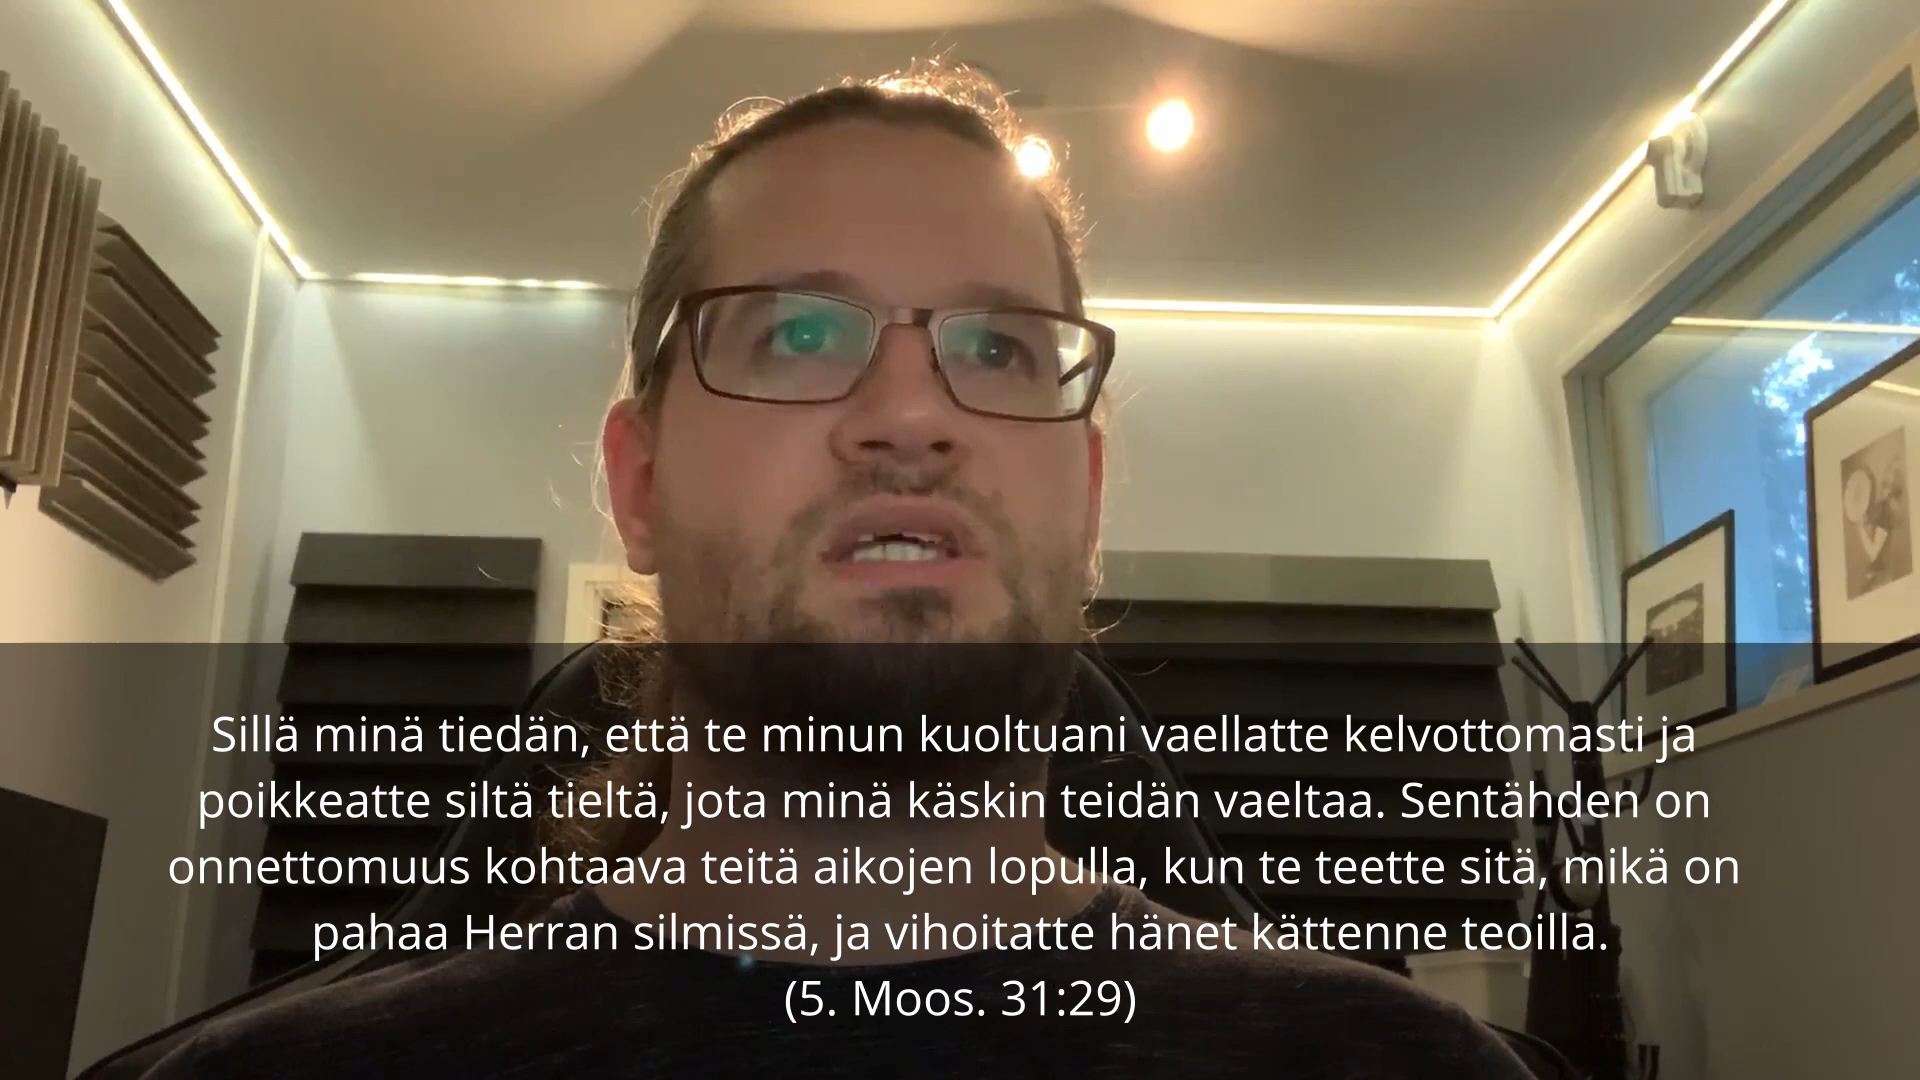 Sillä minä tiedän, että te minun kuoltuani vaellatte kelvottomasti ja
poikkeatte siltä tieltä, jota minä käskin teidän vaeltaa. Sentähden on
onnettomuus kohtaava teitä aikojen lopulla, kun te teette sitä, mikä on
pahaa Herran silmissä, ja vihoitatte hänet kättenne teoilla.
(5. Moos. 31:29)